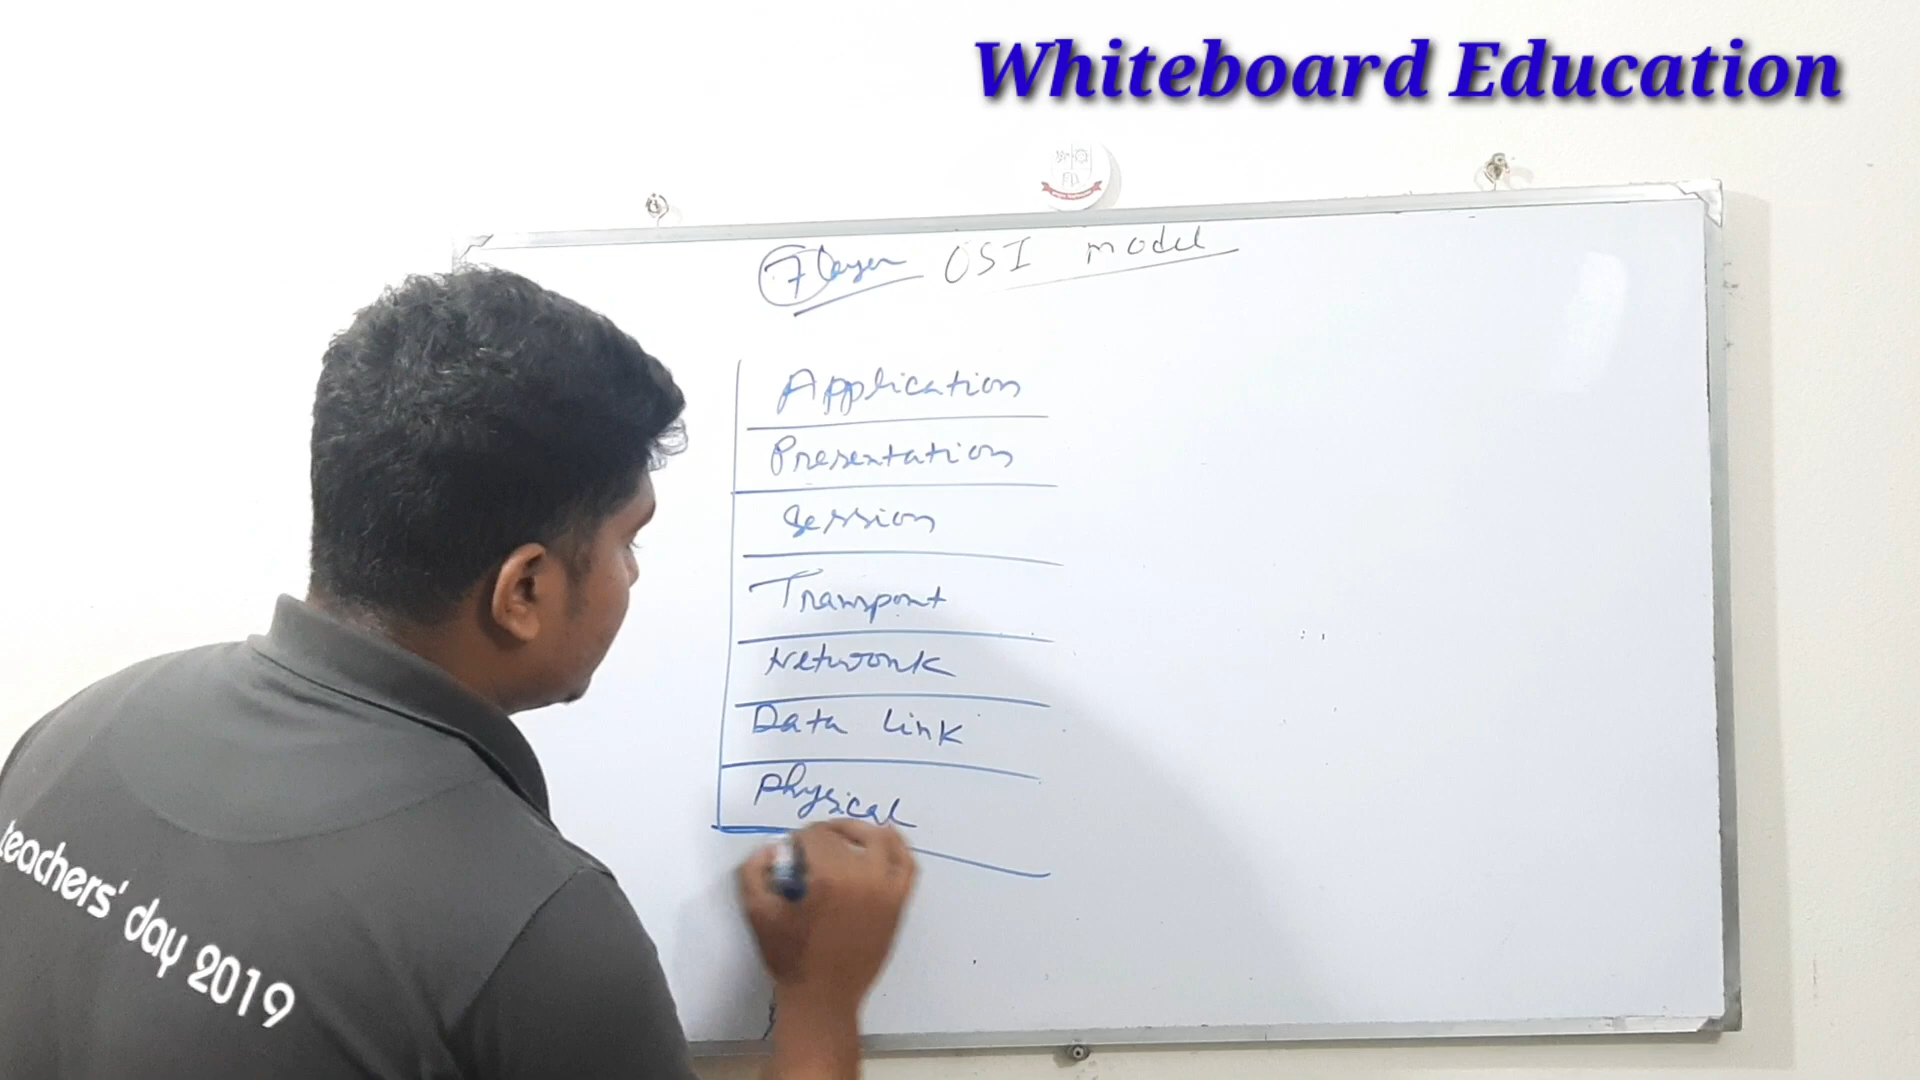 Whiteboard Education
7 layer OSI model
Application
Presentation
Session
Transport
Network
Data Link
Physical
teachers' day 2019